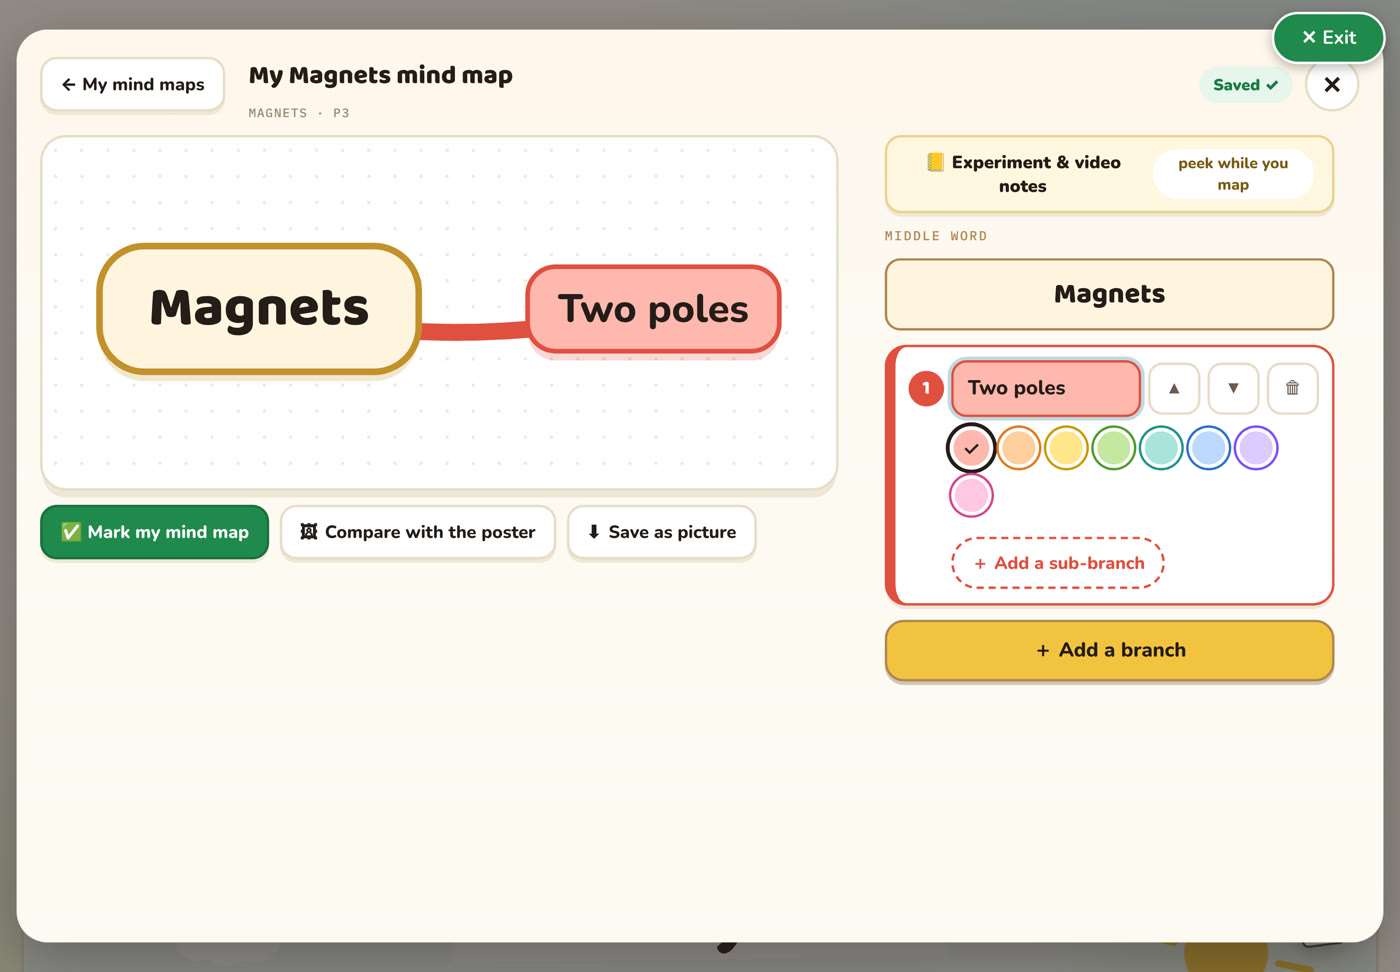 ✕ Exit
← My mind maps
My Magnets mind map
MAGNETS · P3
Saved ✓
✕
Magnets
Two poles
📒 Experiment & video
notes
peek while you
map
MIDDLE WORD
Magnets
1
Two poles
▲
▼
+ Add a sub-branch
+ Add a branch
✅ Mark my mind map
🖼 Compare with the poster
⬇ Save as picture